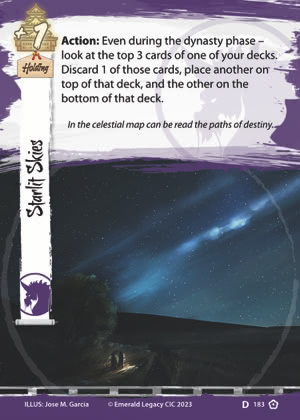 1
Holding
Action: Even during the dynasty phase –
look at the top 3 cards of one of your decks.
Discard 1 of those cards, place another on
top of that deck, and the other on the
bottom of that deck.
In the celestial map can be read the paths of destiny.
Starlit Skies
ILLUS: Jose M. Garcia © Emerald Legacy CIC 2023 D 183